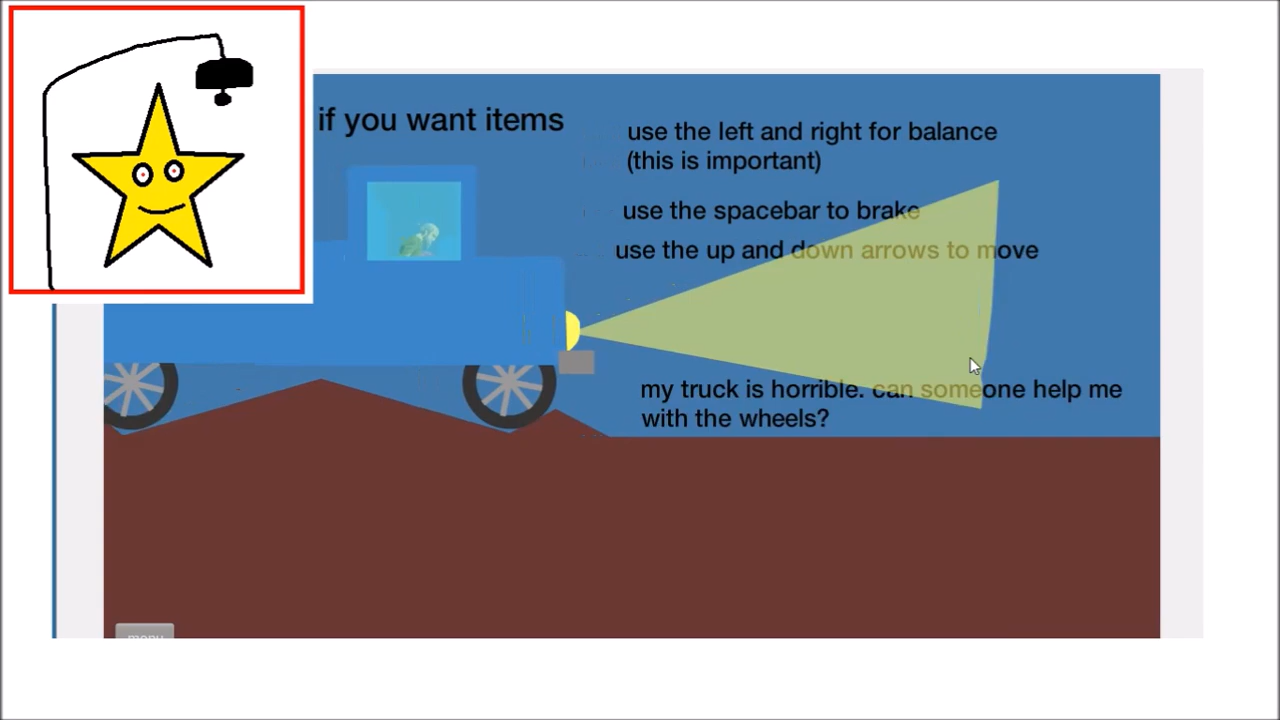 if you want items
use the left and right for balance
(this is important)
use the spacebar to brake
use the up and down arrows to move
my truck is horrible. can someone help me
with the wheels?
menu